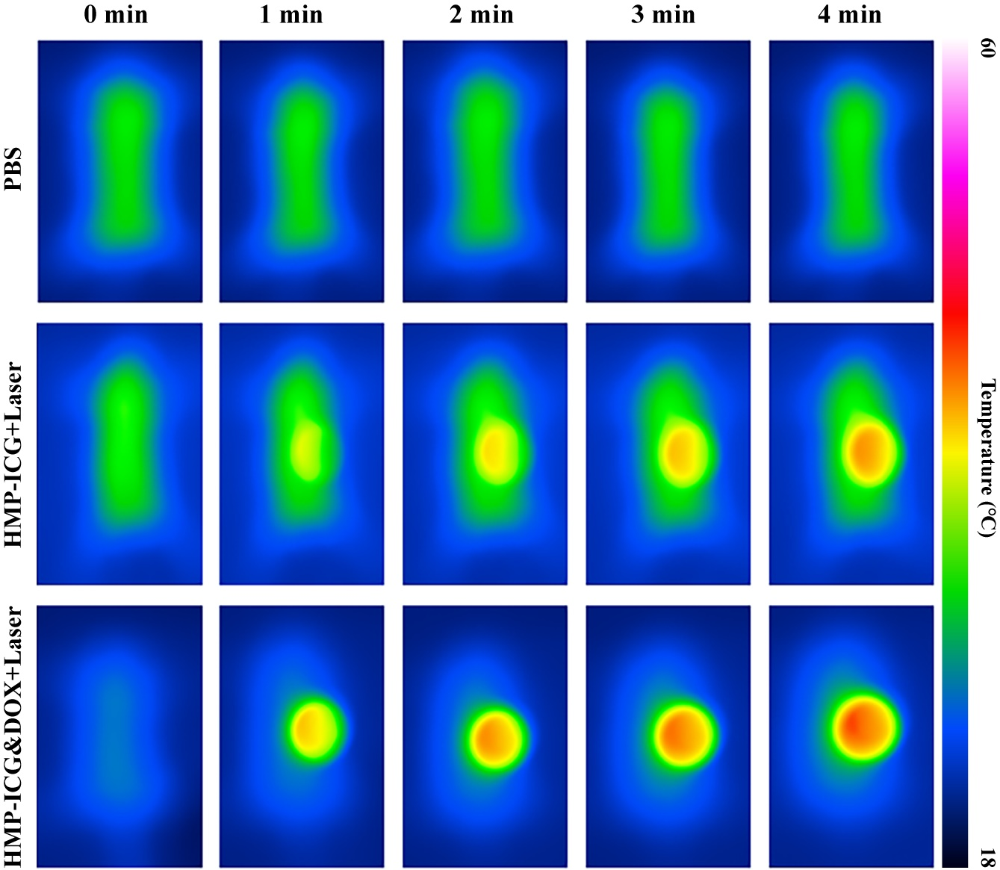 0 min 1 min 2 min 3 min 4 min
PBS
HMP-ICG+Laser
HMP-ICG&DOX+Laser
60
Temperature (°C)
18